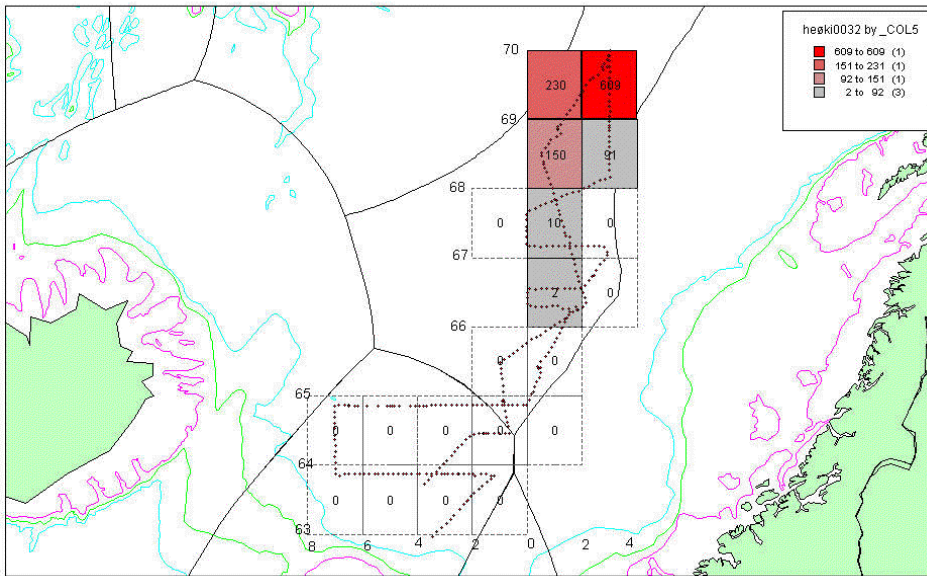 heøki0032 by _COL5
609 to 609 (1)
151 to 231 (1)
92 to 151 (1)
2 to 92 (3)
70
230 609
69
150 91
68
0 10 0
67
2 0
66
0 0
65
0 0 0 0 0
64
0 0 0 0
63
8 6 4 2 0 2 4